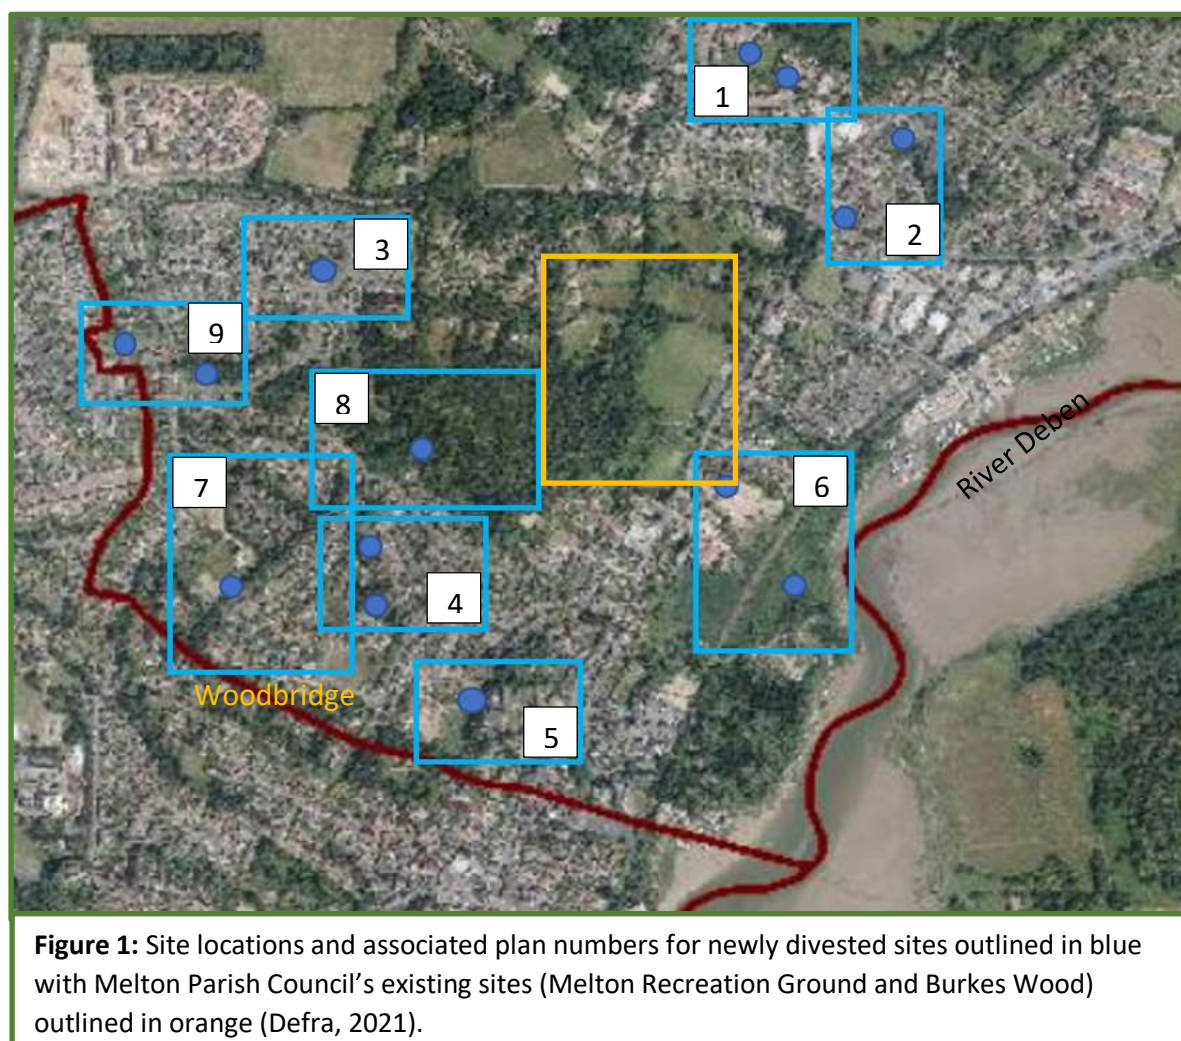 1
2
3
9
8
River Deben
7
6
4
Woodbridge
5
Figure 1: Site locations and associated plan numbers for newly divested sites outlined in blue
with Melton Parish Council’s existing sites (Melton Recreation Ground and Burkes Wood)
outlined in orange (Defra, 2021).